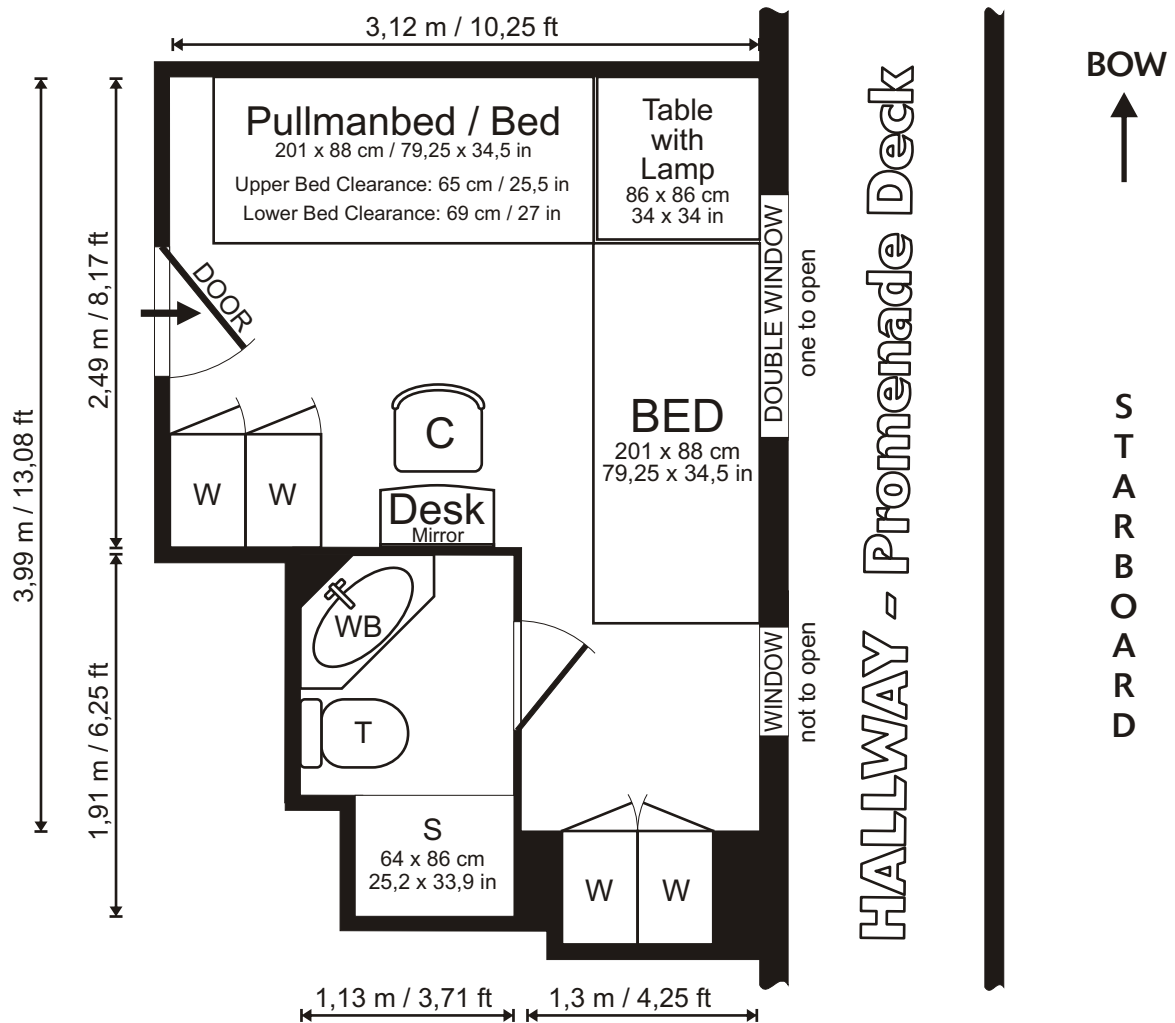 3,12 m / 10,25 ft
BOW
Pullmanbed / Bed
201 x 88 cm / 79,25 x 34,5 in
Upper Bed Clearance: 65 cm / 25,5 in
Lower Bed Clearance: 69 cm / 27 in
Table
with
Lamp
86 x 86 cm
34 x 34 in
3,99 m / 13,08 ft
2,49 m / 8,17 ft
DOOR
DOUBLE WINDOW
one to open
HALLWAY - Promenade Deck
STARBOARD
C
BED
201 x 88 cm
79,25 x 34,5 in
W
W
Desk
Mirror
WB
T
1,91 m / 6,25 ft
WINDOW
not to open
S
64 x 86 cm
25,2 x 33,9 in
W
W
1,13 m / 3,71 ft
1,3 m / 4,25 ft